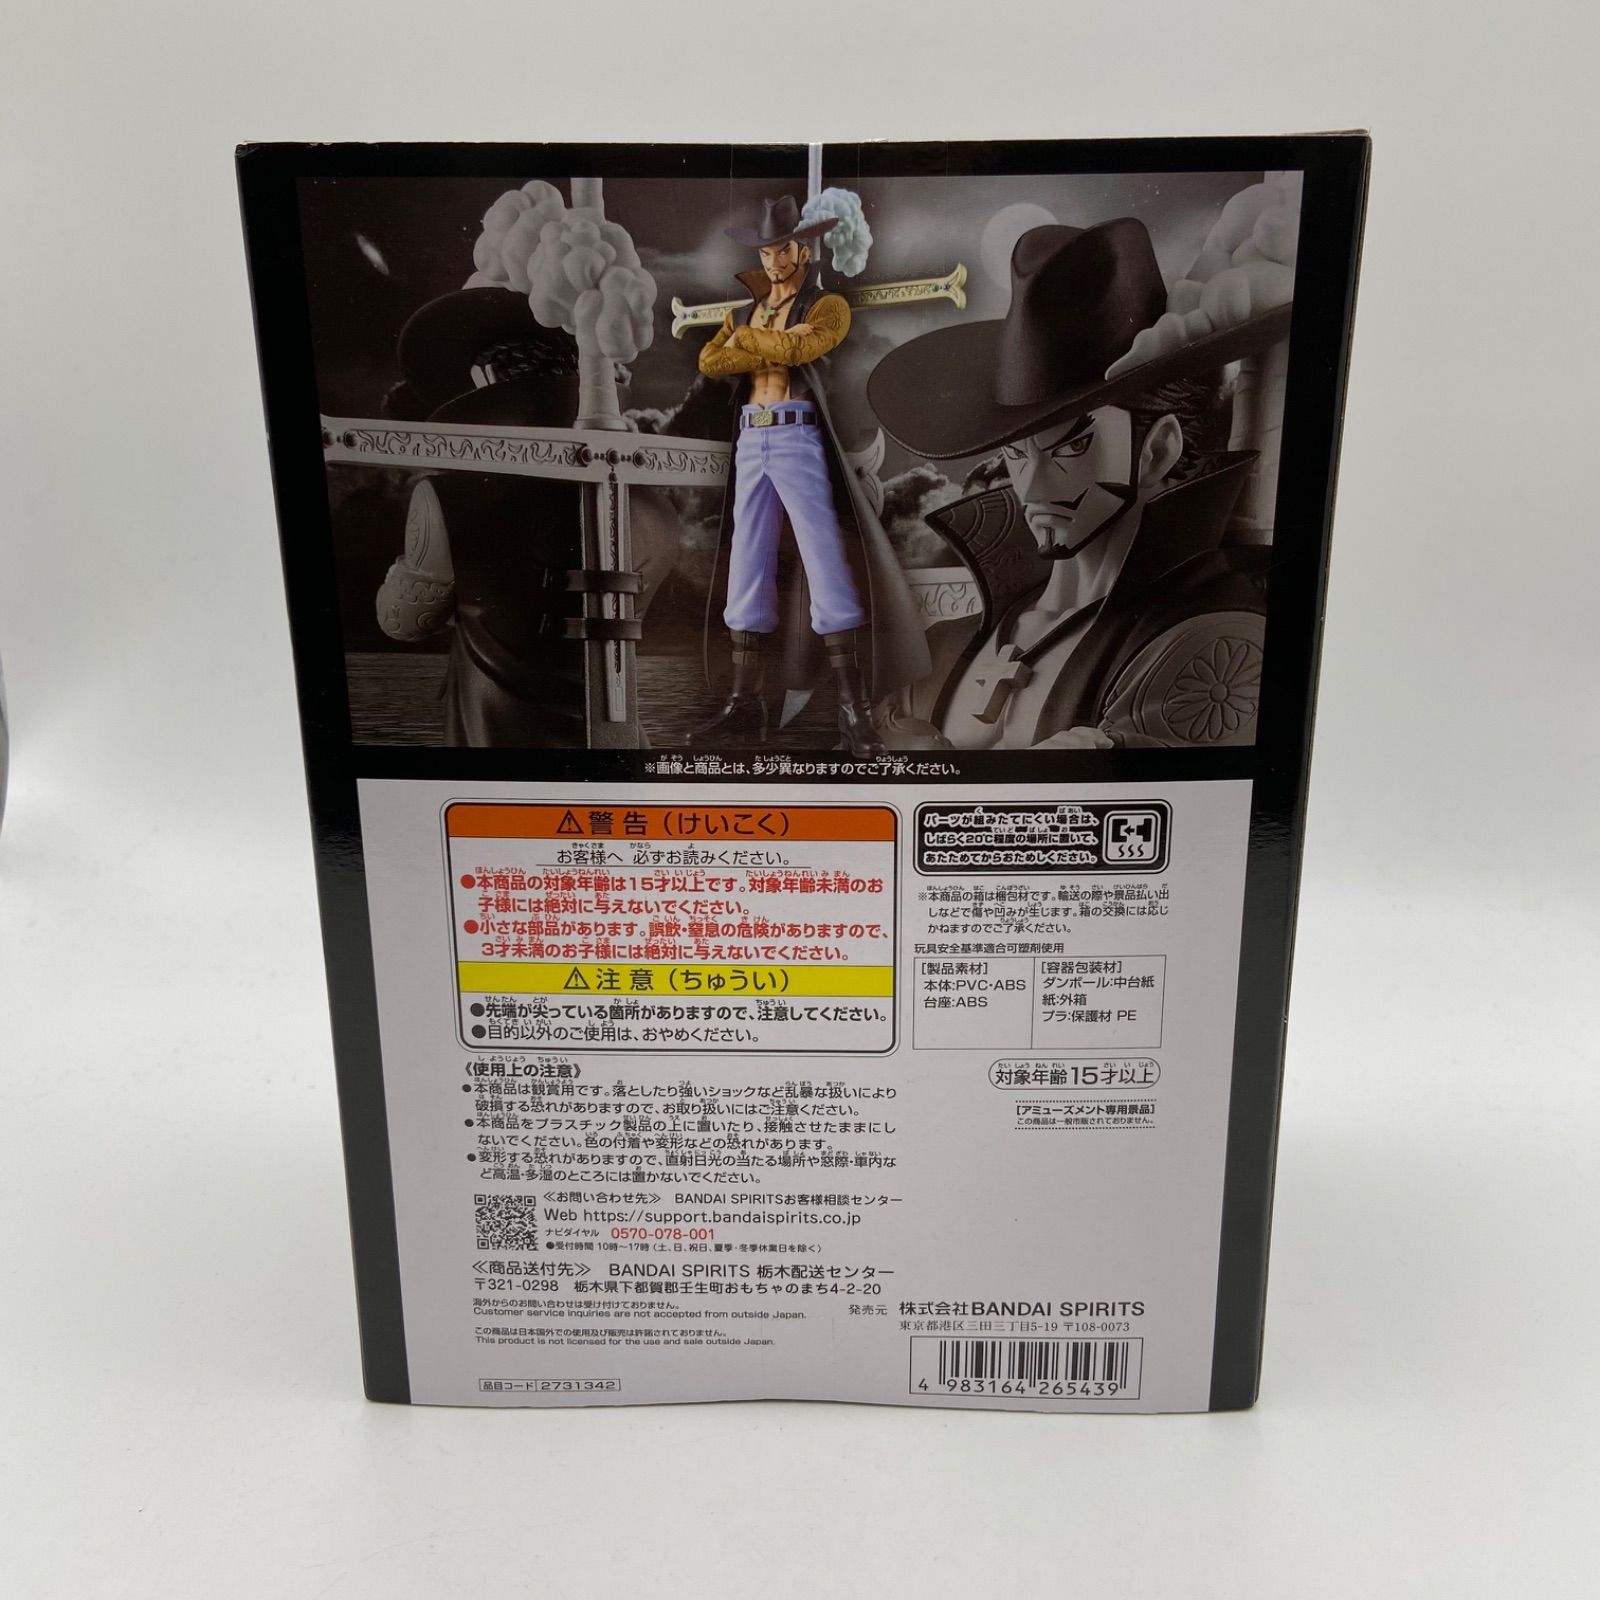 ※画像と商品とは、多少異なりますのでご了承ください。
⚠警告（けいこく）
お客様へ 必ずお読みください。
●本商品の対象年齢は15才以上です。対象年齢未満のお
子様には絶対に与えないでください。
●小さな部品があります。誤飲・窒息の危険がありますので、
3才未満のお子様には絶対に与えないでください。
⚠注意（ちゅうい）
●先端が尖っている箇所がありますので、注意してください。
●目的以外のご使用は、おやめください。
《使用上の注意》
●本商品は観賞用です。落としたり強いショックなど乱暴な扱いにより
破損する恐れがありますので、お取り扱いにはご注意ください。
●本商品をプラスチック製品の上に置いたり、接触させたままにし
ないでください。色の付着や変形などの恐れがあります。
●変形する恐れがありますので、直射日光の当たる場所や窓際・車内な
ど高温・多湿のところには置かないでください。
≪お問い合わせ先≫ BANDAI SPIRITSお客様相談センター
Web https://support.bandaispirits.co.jp
ナビダイヤル 0570-078-001
●受付時間 10時～17時（土、日、祝日、夏季・冬季休業日を除く）
≪商品送付先≫ BANDAI SPIRITS 栃木配送センター
〒321-0298 栃木県下都賀郡壬生町おもちゃのまち4-2-20
海外からのお問い合わせは受け付けておりません。
Customer service inquiries are not accepted from outside Japan.
この商品は日本国外での使用及び販売は許諾しておりません。
This product is not licensed for the use and sale outside Japan.
品目コード 2731342
パーツが組みたてにくい場合は、
しばらく20℃程度の場所に置いて、
あたためてからおためしください。
※本商品の箱は梱包材です。輸送の際や景品払い出
しなどで傷や凹みが生じます。箱の交換には応じ
かねますのでご了承ください。
玩具安全基準適合可塑剤使用
[製品素材]
本体:PVC・ABS
台座:ABS
[容器包装材]
ダンボール:中台紙
紙:外箱
プラ:保護材 PE
対象年齢15才以上
[アミューズメント専用景品]
この商品は一般市販されておりません。
発売元 株式会社BANDAI SPIRITS
東京都港区三田三丁目5-19 〒108-0073
4 983164 265439